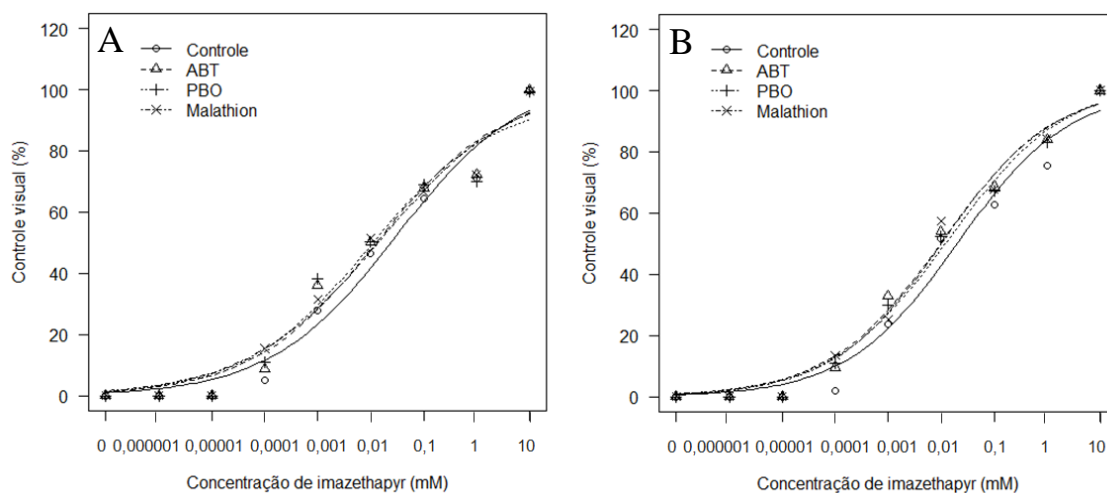 A
Controle
ABT
PBO
Malathion
Controle visual (%)
120
100
80
60
40
20
0
0 0,000001 0,00001 0,0001 0,001 0,01 0,1 1 10
Concentração de imazethapyr (mM)
B
Controle
ABT
PBO
Malathion
Controle visual (%)
120
100
80
60
40
20
0
0 0,000001 0,00001 0,0001 0,001 0,01 0,1 1 10
Concentração de imazethapyr (mM)